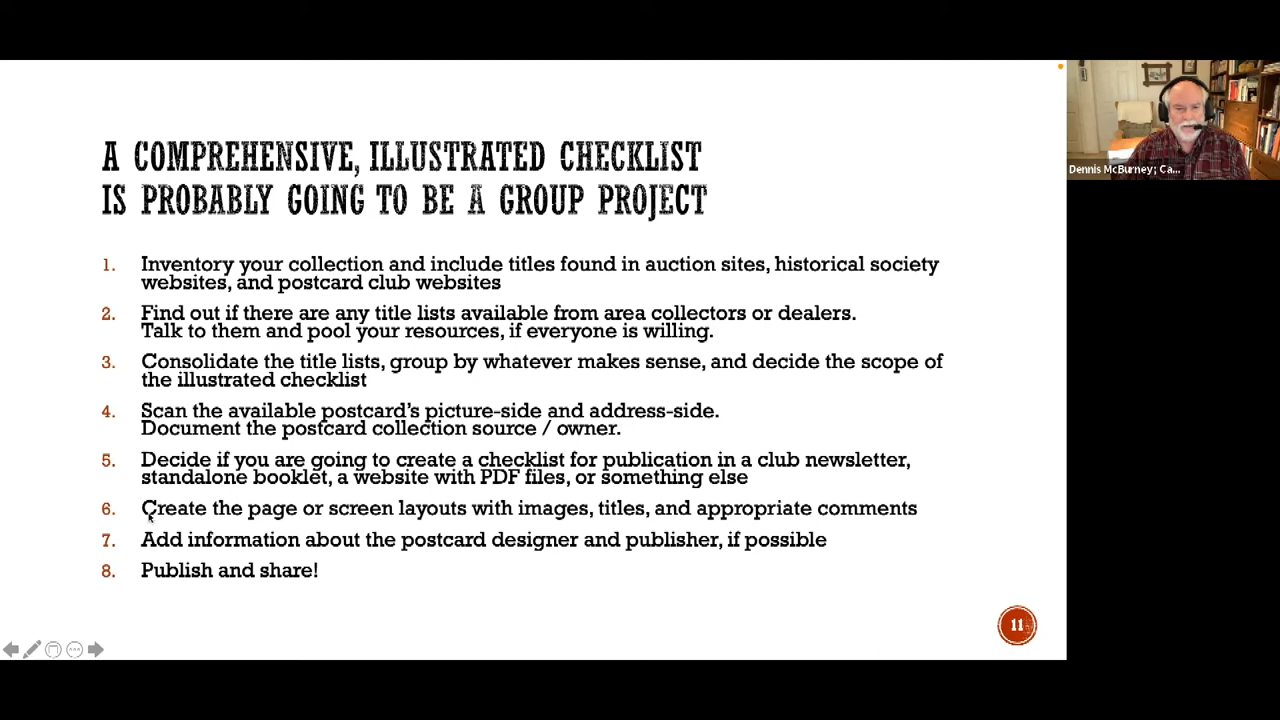 A COMPREHENSIVE, ILLUSTRATED CHECKLIST
IS PROBABLY GOING TO BE A GROUP PROJECT
1. Inventory your collection and include titles found in auction sites, historical society
websites, and postcard club websites
2. Find out if there are any title lists available from area collectors or dealers.
Talk to them and pool your resources, if everyone is willing.
3. Consolidate the title lists, group by whatever makes sense, and decide the scope of
the illustrated checklist
4. Scan the available postcard's picture-side and address-side.
Document the postcard collection source / owner.
5. Decide if you are going to create a checklist for publication in a club newsletter,
standalone booklet, a website with PDF files, or something else
6. Create the page or screen layouts with images, titles, and appropriate comments
7. Add information about the postcard designer and publisher, if possible
8. Publish and share!
11
Dennis McBurney; Ca...